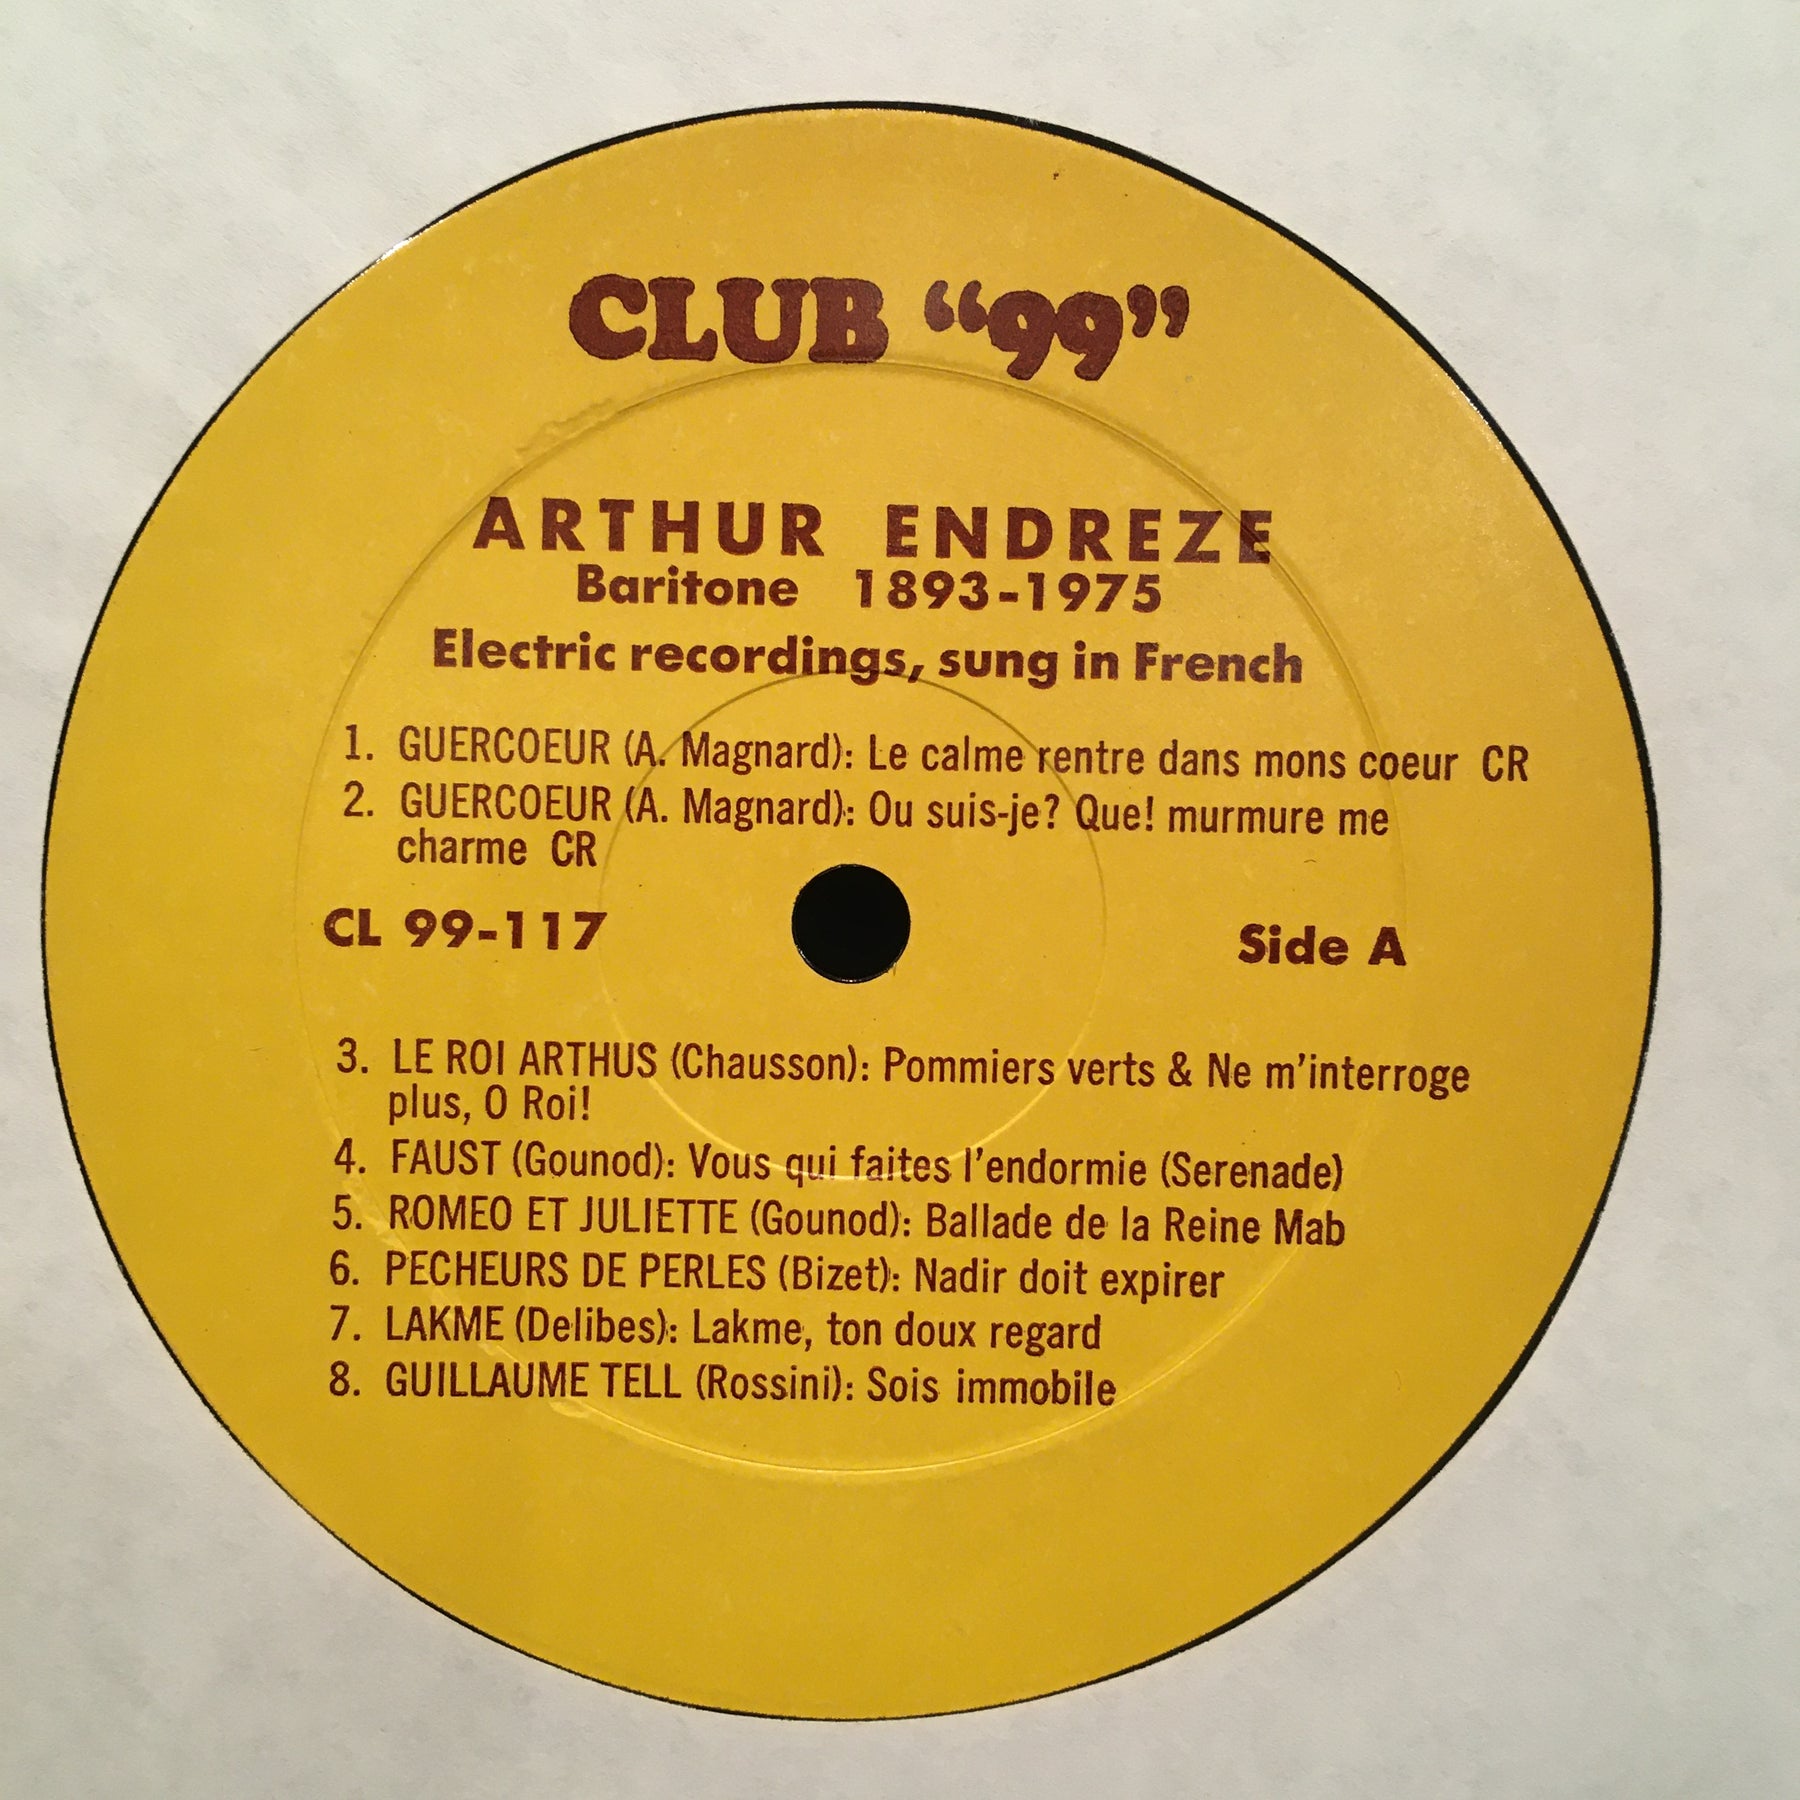 CLUB “99”
ARTHUR ENDREZE
Baritone 1893-1975
Electric recordings, sung in French
1. GUERCOEUR (A. Magnard): Le calme rentre dans mons coeur CR
2. GUERCOEUR (A. Magnard): Ou suis-je? Que! murmure me
charme CR
CL 99-117
Side A
3. LE ROI ARTHUS (Chausson): Pommiers verts & Ne m'interroge
plus, O Roi!
4. FAUST (Gounod): Vous qui faites l'endormie (Serenade)
5. ROMEO ET JULIETTE (Gounod): Ballade de la Reine Mab
6. PECHEURS DE PERLES (Bizet): Nadir doit expirer
7. LAKME (Delibes): Lakme, ton doux regard
8. GUILLAUME TELL (Rossini): Sois immobile